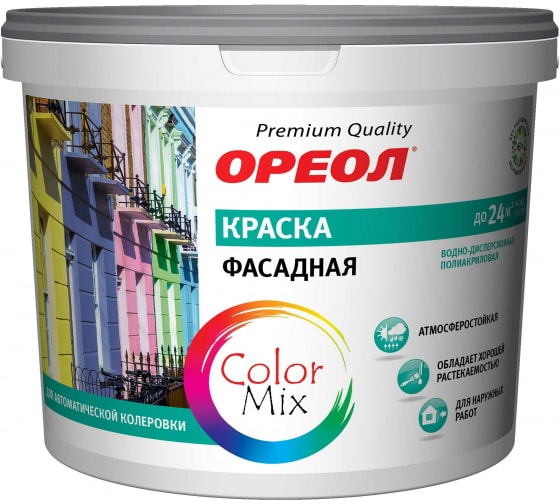 Premium Quality
ОРЕОЛ®
КРАСКА
до 24 м²
ФАСАДНАЯ
ВОДНО-ДИСПЕРСИОННАЯ
ПОЛИАКРИЛОВАЯ
Color
Mix
АТМОСФЕРОСТОЙКАЯ
ОБЛАДАЕТ ХОРОШЕЙ
РАСТЕКАЕМОСТЬЮ
ДЛЯ НАРУЖНЫХ
РАБОТ
ДЛЯ АВТОМАТИЧЕСКОЙ КОЛЕРОВКИ